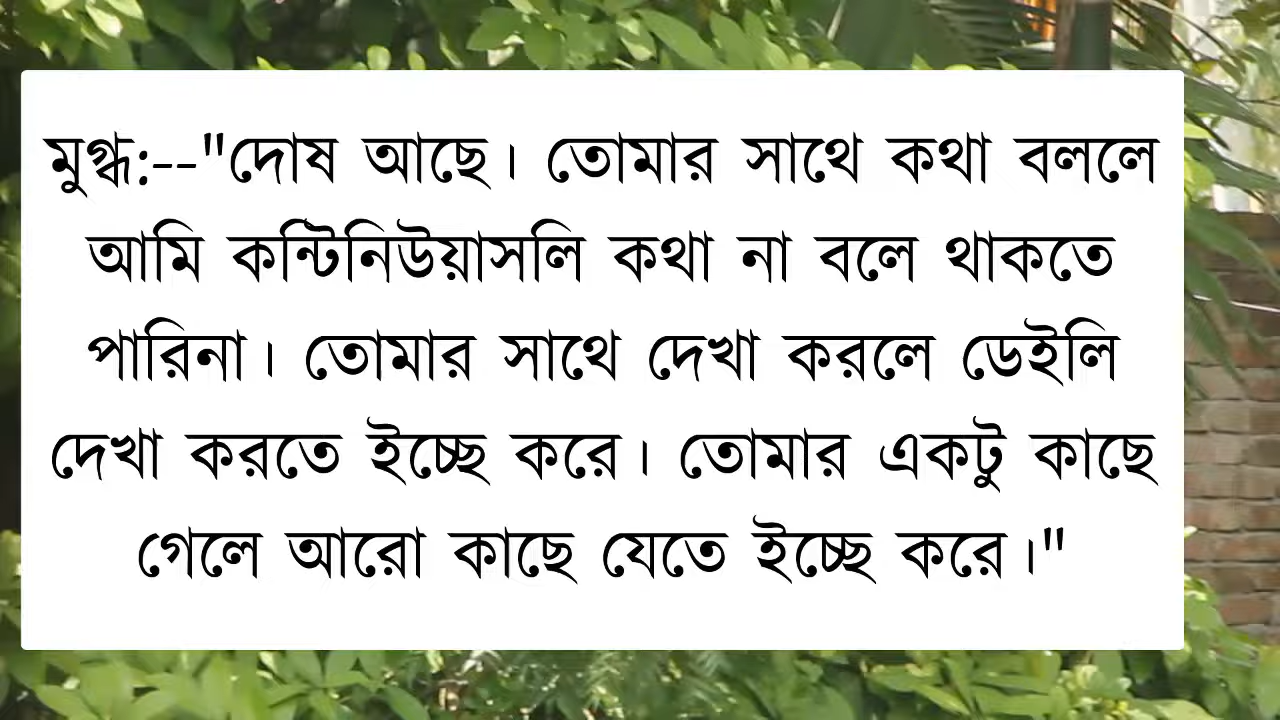 মুগ্ধ:--"দোষ আছে। তোমার সাথে কথা বললে
আমি কন্টিনিউয়াসলি কথা না বলে থাকতে
পারিনা। তোমার সাথে দেখা করলে ডেইলি
দেখা করতে ইচ্ছে করে। তোমার একটু কাছে
গেলে আরো কাছে যেতে ইচ্ছে করে।"